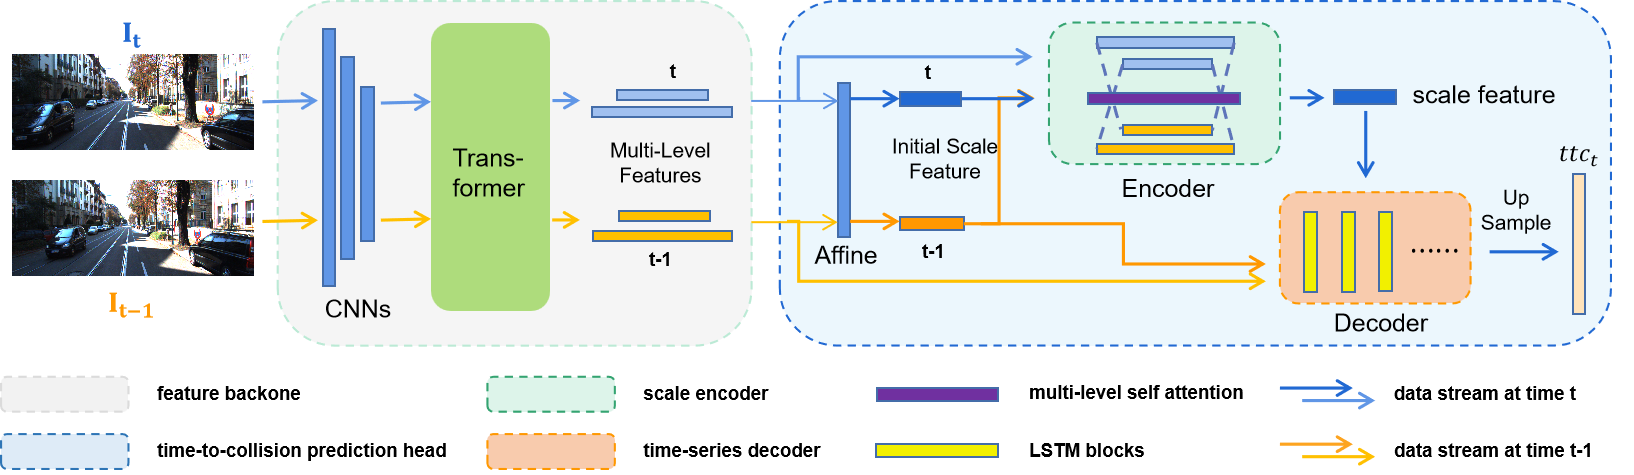 I_t
I_{t−1}
CNNs
Trans-
former
t
Multi-Level
Features
t-1
Affine
t
Initial Scale
Feature
t-1
Encoder
scale feature
Decoder
Up
Sample
ttc_t
feature backone
scale encoder
multi-level self attention
data stream at time t
time-to-collision prediction head
time-series decoder
LSTM blocks
data stream at time t-1